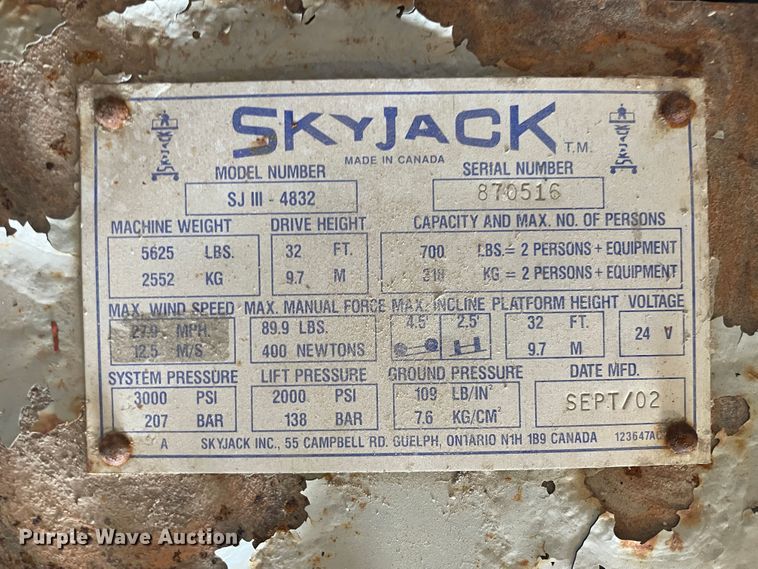 SKYJACK T.M.
MADE IN CANADA
MODEL NUMBER SERIAL NUMBER
SJ III - 4832 870516
MACHINE WEIGHT DRIVE HEIGHT CAPACITY AND MAX. NO. OF PERSONS
5625 LBS. 32 FT. 700 LBS.= 2 PERSONS + EQUIPMENT
2552 KG 9.7 M 318 KG = 2 PERSONS + EQUIPMENT
MAX. WIND SPEED MAX. MANUAL FORCE MAX. INCLINE PLATFORM HEIGHT VOLTAGE
27.9 MPH. 89.9 LBS. 4.5° 2.5° 32 FT. 24 V
12.5 M/S 400 NEWTONS 9.7 M
SYSTEM PRESSURE LIFT PRESSURE GROUND PRESSURE DATE MFD.
3000 PSI 2000 PSI 109 LB/IN² SEPT/02
207 BAR 138 BAR 7.6 KG/CM²
A SKYJACK INC., 55 CAMPBELL RD. GUELPH, ONTARIO N1H 1B9 CANADA 123647AC
Purple Wave Auction